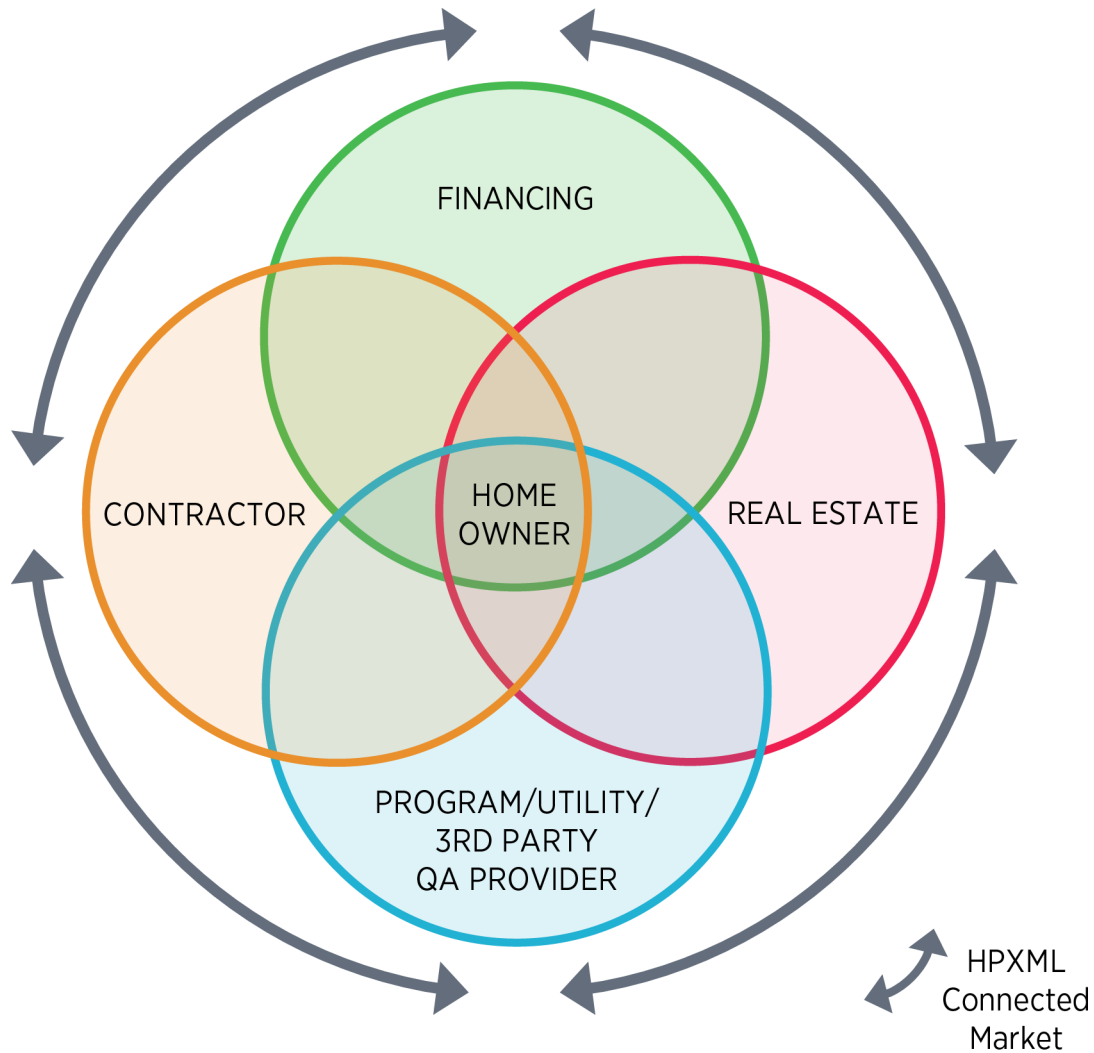 FINANCING
CONTRACTOR
HOME
OWNER
REAL ESTATE
PROGRAM/UTILITY/
3RD PARTY
QA PROVIDER
HPXML
Connected
Market